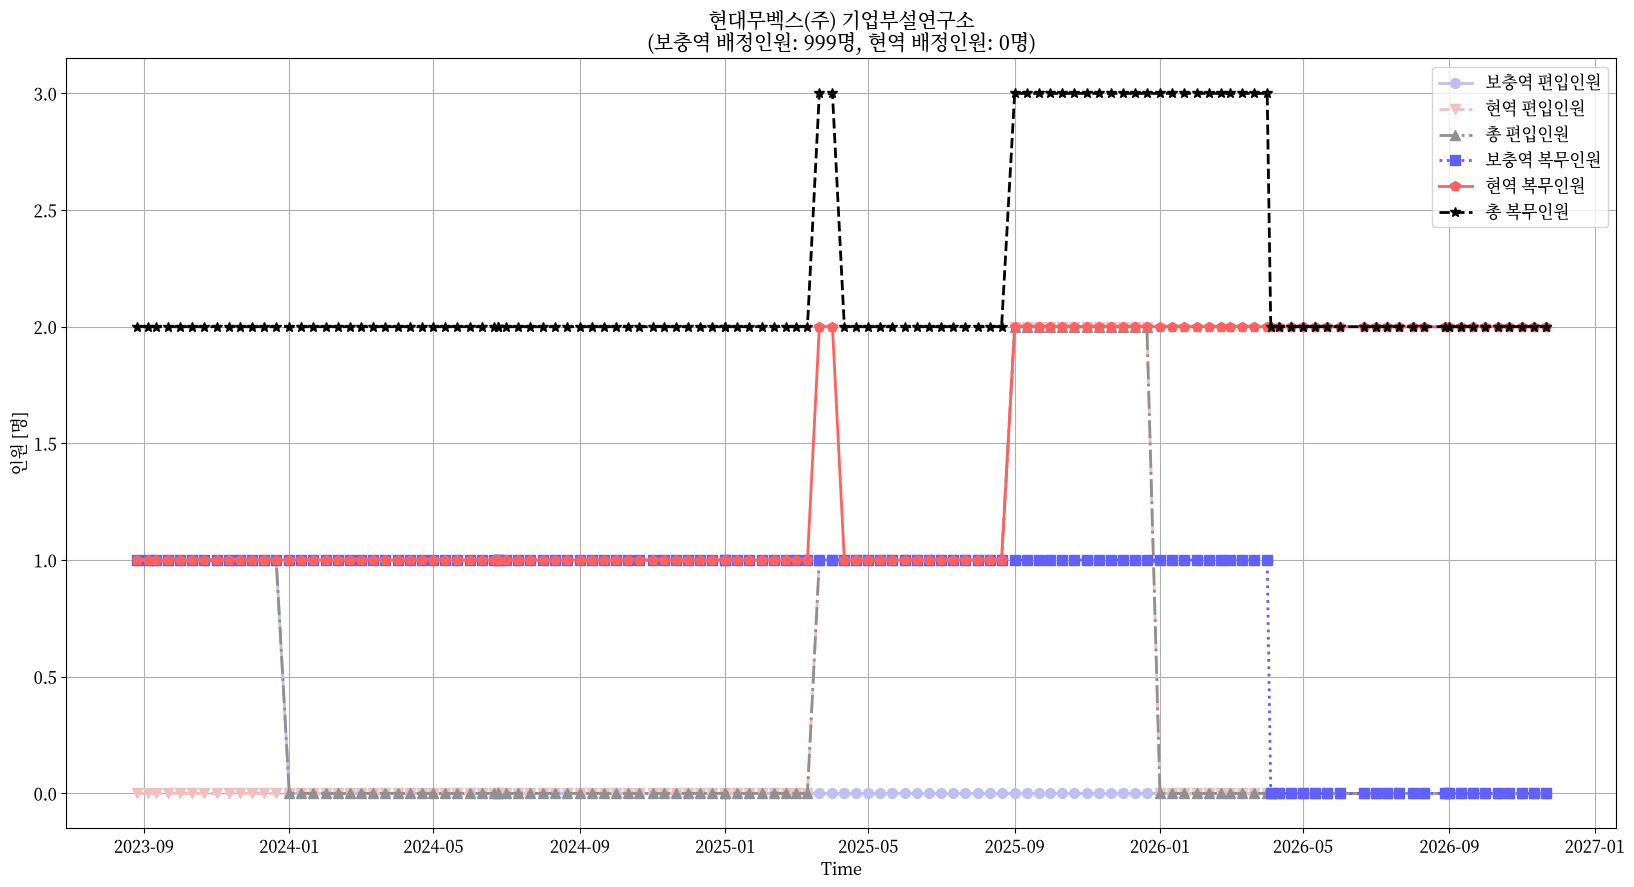 현대무벡스(주) 기업부설연구소
(보충역 배정인원: 999명, 현역 배정인원: 0명)
보충역 편입인원
현역 편입인원
총 편입인원
보충역 복무인원
현역 복무인원
총 복무인원
인원 [명]
3.0
2.5
2.0
1.5
1.0
0.5
0.0
2023-09
2024-01
2024-05
2024-09
2025-01
2025-05
2025-09
2026-01
2026-05
2026-09
2027-01
Time